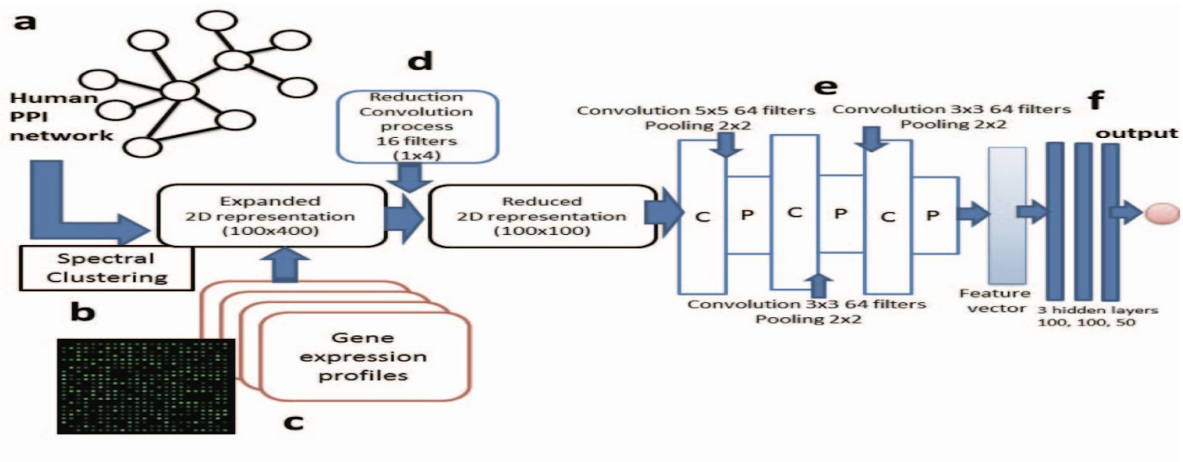 a
Human
PPI
network
Spectral
Clustering
b
Expanded
2D representation
(100x400)
Gene
expression
profiles
c
d
Reduction
Convolution
process
16 filters
(1x4)
Reduced
2D representation
(100x100)
e
Convolution 5x5 64 filters
Pooling 2x2
Convolution 3x3 64 filters
Pooling 2x2
C
P
C
P
C
P
Convolution 3x3 64 filters
Pooling 2x2
Feature
vector
f
output
3 hidden layers
100, 100, 50